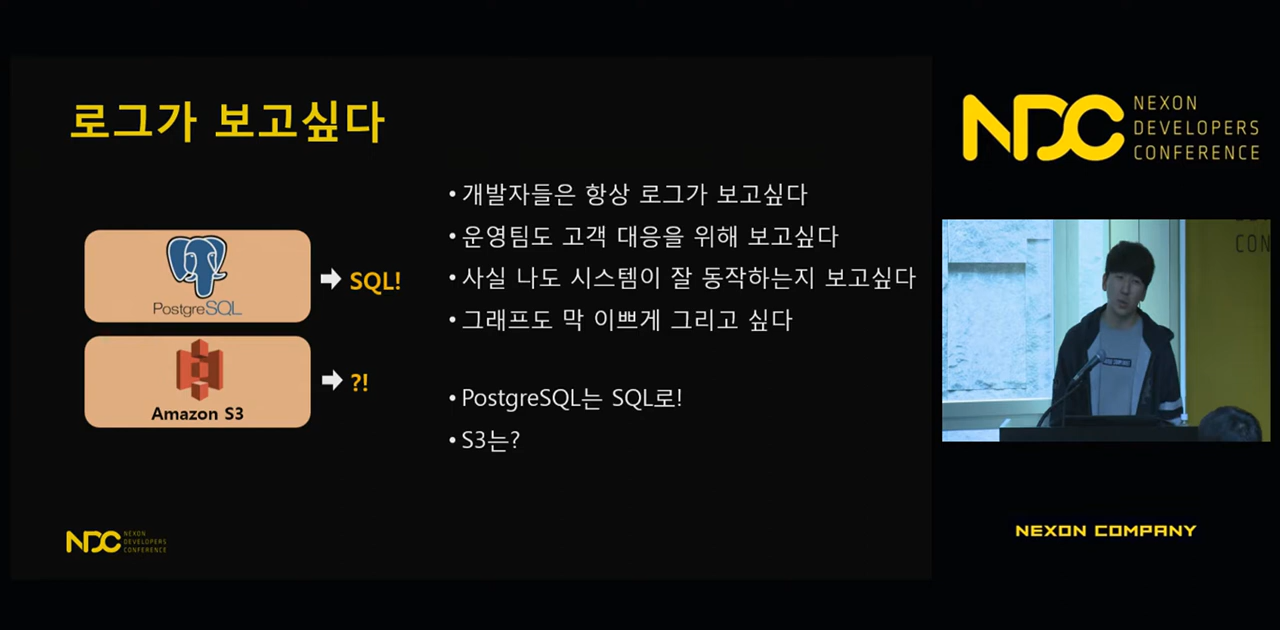 로그가 보고싶다
PostgreSQL
SQL!
Amazon S3
?!
• 개발자들은 항상 로그가 보고싶다
• 운영팀도 고객 대응을 위해 보고싶다
• 사실 나도 시스템이 잘 동작하는지 보고싶다
• 그래프도 막 이쁘게 그리고 싶다
• PostgreSQL는 SQL로!
• S3는?
NDC
NEXON
DEVELOPERS
CONFERENCE
NDC
NEXON
DEVELOPERS
CONFERENCE
CON
NEXON COMPANY